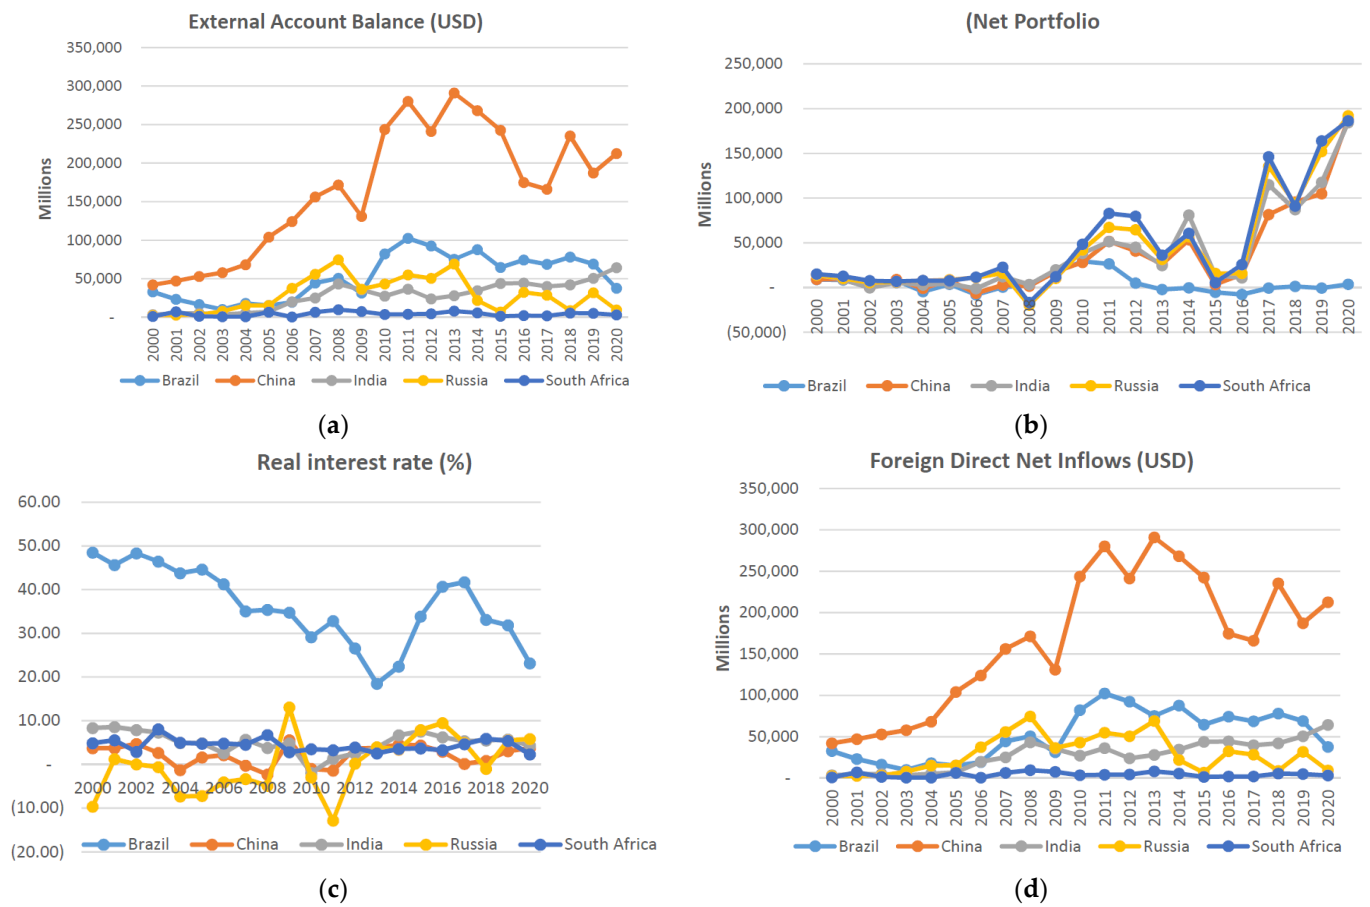 External Account Balance (USD)
350,000
300,000
250,000
200,000
150,000
100,000
50,000
-
Millions
2000 2001 2002 2003 2004 2005 2006 2007 2008 2009 2010 2011 2012 2013 2014 2015 2016 2017 2018 2019 2020
Brazil China India Russia South Africa
(a)
(Net Portfolio
250,000
200,000
150,000
100,000
50,000
-
(50,000)
Millions
2000 2001 2002 2003 2004 2005 2006 2007 2008 2009 2010 2011 2012 2013 2014 2015 2016 2017 2018 2019 2020
Brazil China India Russia South Africa
(b)
Real interest rate (%)
60.00
50.00
40.00
30.00
20.00
10.00
-
(10.00)
(20.00)
2000 2002 2004 2006 2008 2010 2012 2014 2016 2018 2020
Brazil China India Russia South Africa
(c)
Foreign Direct Net Inflows (USD)
350,000
300,000
250,000
200,000
150,000
100,000
50,000
-
Millions
2000 2001 2002 2003 2004 2005 2006 2007 2008 2009 2010 2011 2012 2013 2014 2015 2016 2017 2018 2019 2020
Brazil China India Russia South Africa
(d)